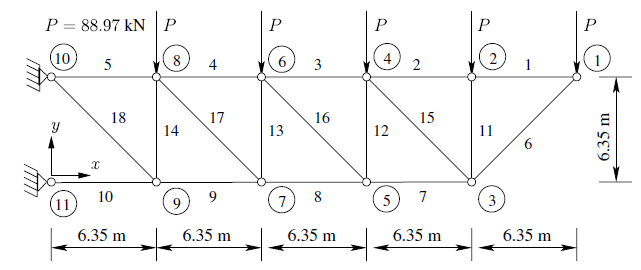 P = 88.97 kN P P P P P
10 5 8 4 6 3 4 2 2 1 1
18 14 17 13 16 12 15 11 6
y
x
6.35 m
11 10 9 9 7 8 5 7 3
6.35 m 6.35 m 6.35 m 6.35 m 6.35 m